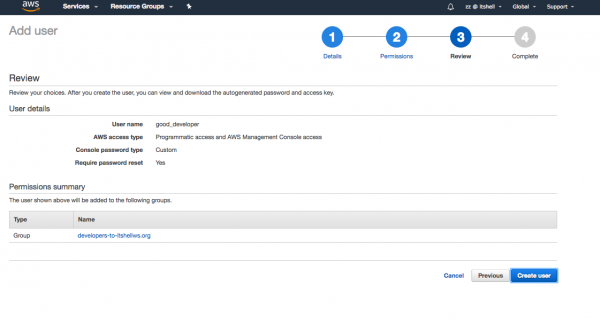 aws
Services
Resource Groups
zz @ itshell
Global
Support
Add user
1
2
3
4
Details
Permissions
Review
Complete
Review
Review your choices. After you create the user, you can view and download the autogenerated password and access key.
User details
User name good_developer
AWS access type Programmatic access and AWS Management Console access
Console password type Custom
Require password reset Yes
Permissions summary
The user shown above will be added to the following groups.
Type Name
Group developers-to-itshellws.org
Cancel Previous Create user